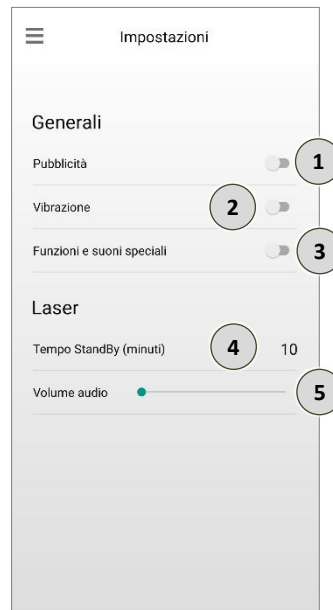 Impostazioni
Generali
Pubblicità 1
Vibrazione 2
Funzioni e suoni speciali 3
Laser
Tempo StandBy (minuti) 4 10
Volume audio 5